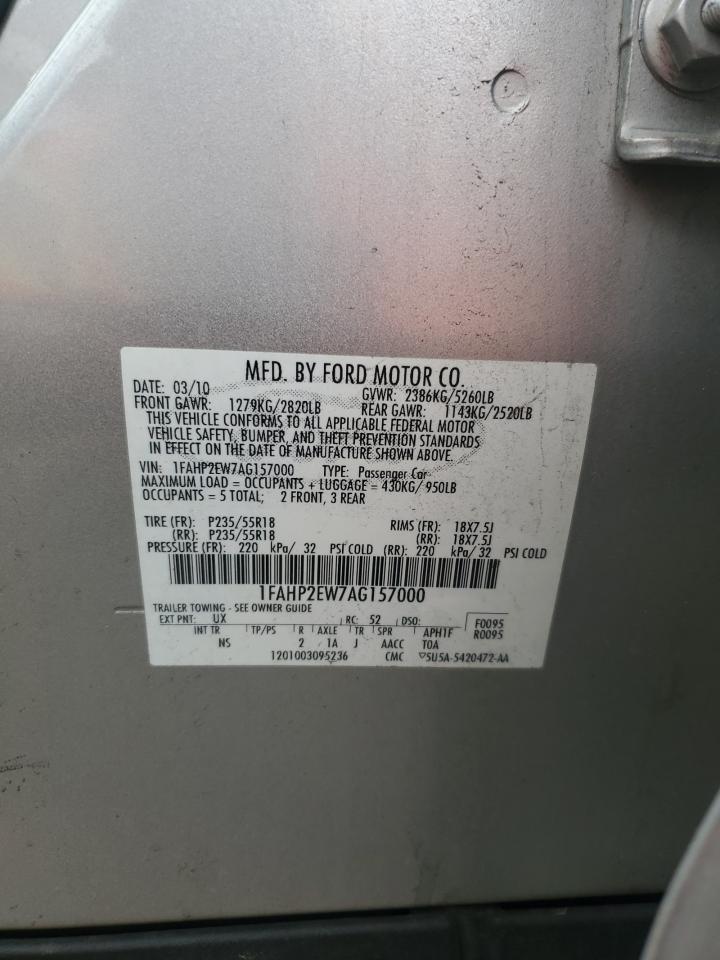 MFD. BY FORD MOTOR CO.
DATE: 03/10 GVWR: 2386KG/5260LB
FRONT GAWR: 1279KG/2820LB REAR GAWR: 1143KG/2520LB
THIS VEHICLE CONFORMS TO ALL APPLICABLE FEDERAL MOTOR
VEHICLE SAFETY, BUMPER, AND THEFT PREVENTION STANDARDS
IN EFFECT ON THE DATE OF MANUFACTURE SHOWN ABOVE.
VIN: 1FAHP2EW7AG157000 TYPE: Passenger Car
MAXIMUM LOAD = OCCUPANTS + LUGGAGE = 430KG/ 950LB
OCCUPANTS = 5 TOTAL; 2 FRONT, 3 REAR
TIRE (FR): P235/55R18 RIMS (FR): 18X7.5J
(RR): P235/55R18 (RR): 18X7.5J
PRESSURE (FR): 220 kPa/ 32 PSI COLD (RR): 220 kPa/ 32 PSI COLD
1FAHP2EW7AG157000
TRAILER TOWING - SEE OWNER GUIDE
EXT PNT: UX RC: 52 DSO: F0095
INT TR TP/PS R AXLE TR SPR APH1F R0095
NS 2 1A J AACC TOA
1201003095236 CMC ▽5U5A-5420472-AA